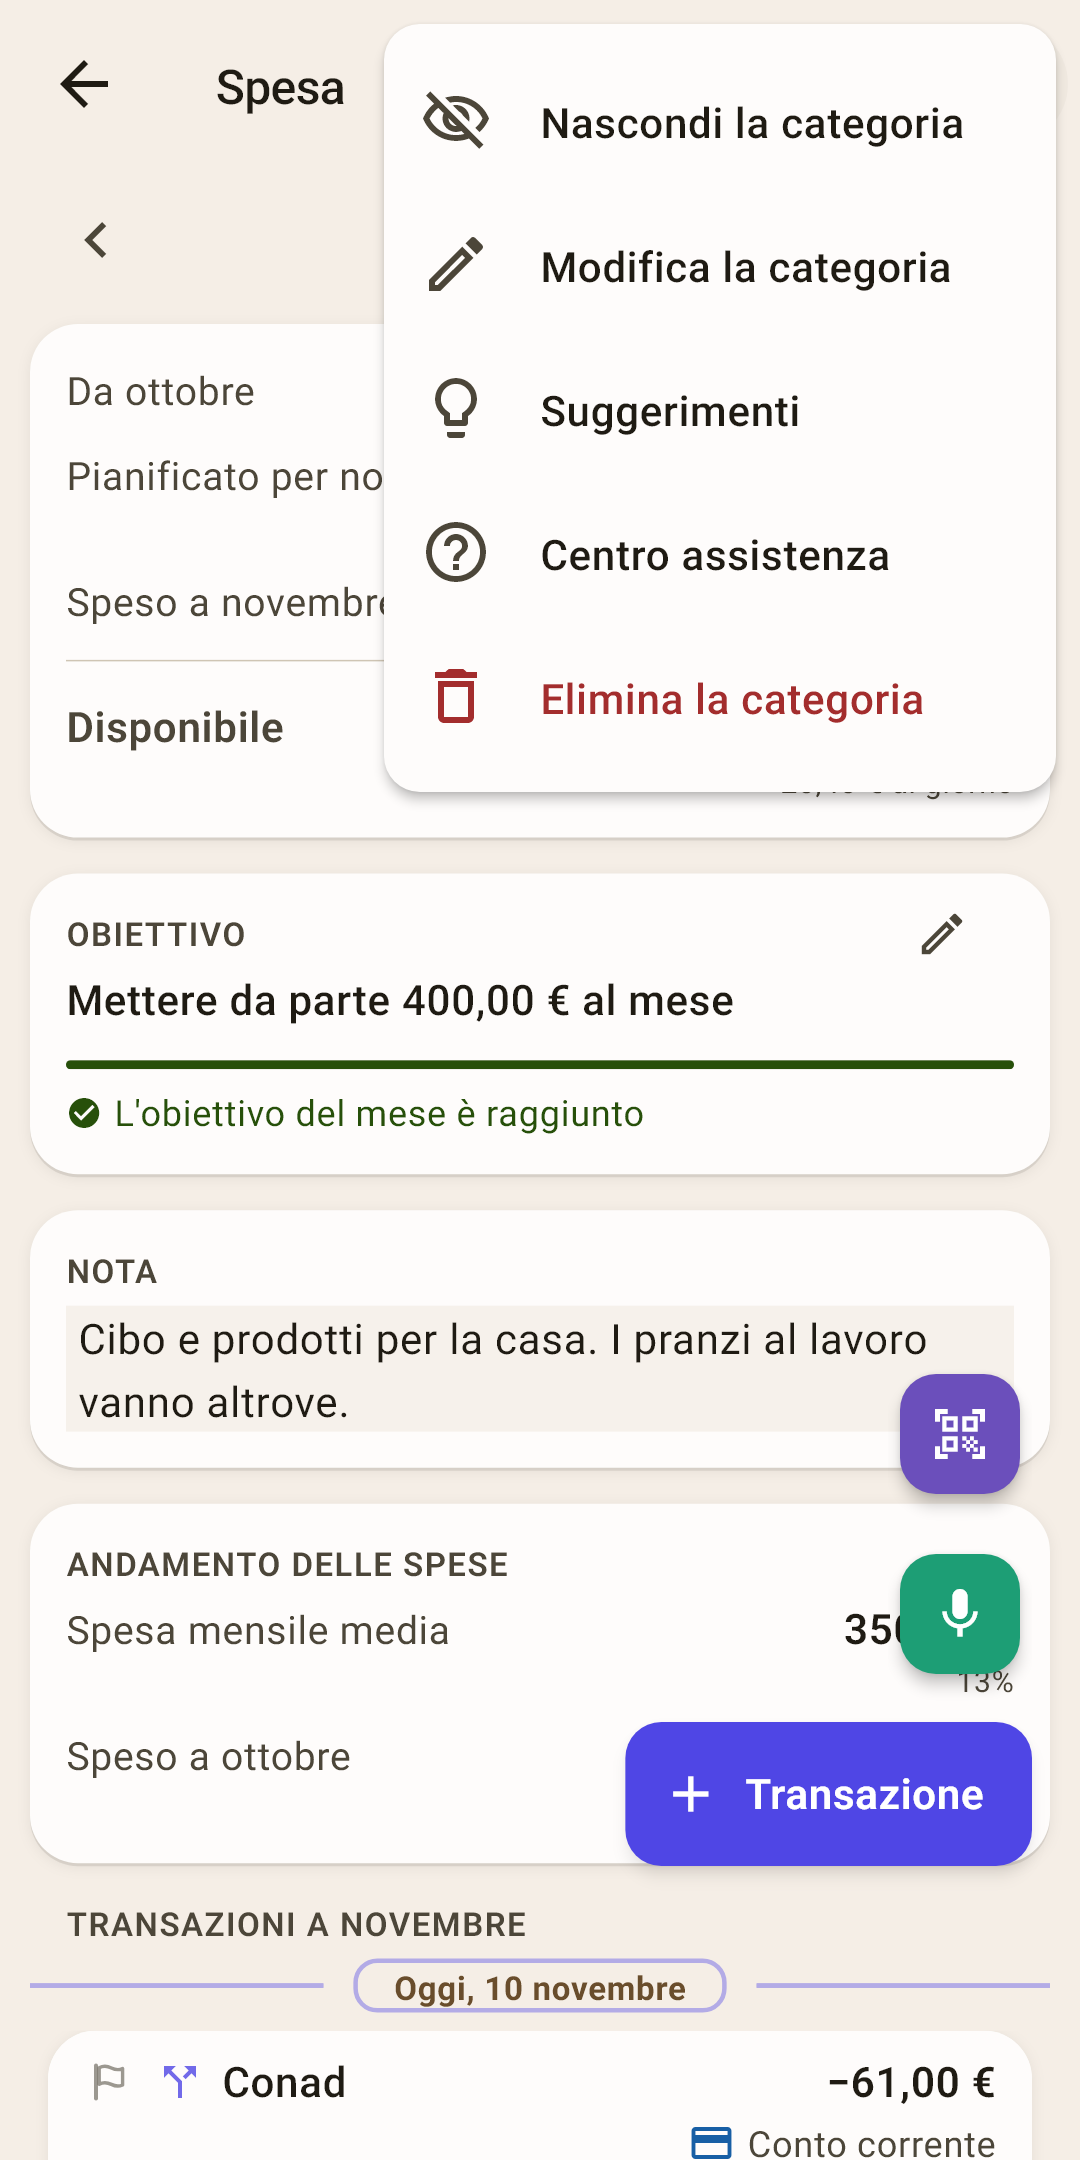 Spesa
Nascondi la categoria
Modifica la categoria
Suggerimenti
Centro assistenza
Elimina la categoria
Da ottobre
Pianificato per no
Speso a novembre
Disponibile
OBIETTIVO
Mettere da parte 400,00 € al mese
L'obiettivo del mese è raggiunto
NOTA
Cibo e prodotti per la casa. I pranzi al lavoro
vanno altrove.
ANDAMENTO DELLE SPESE
Spesa mensile media
13%
Speso a ottobre
+ Transazione
TRANSAZIONI A NOVEMBRE
Oggi, 10 novembre
Conad
−61,00 €
Conto corrente